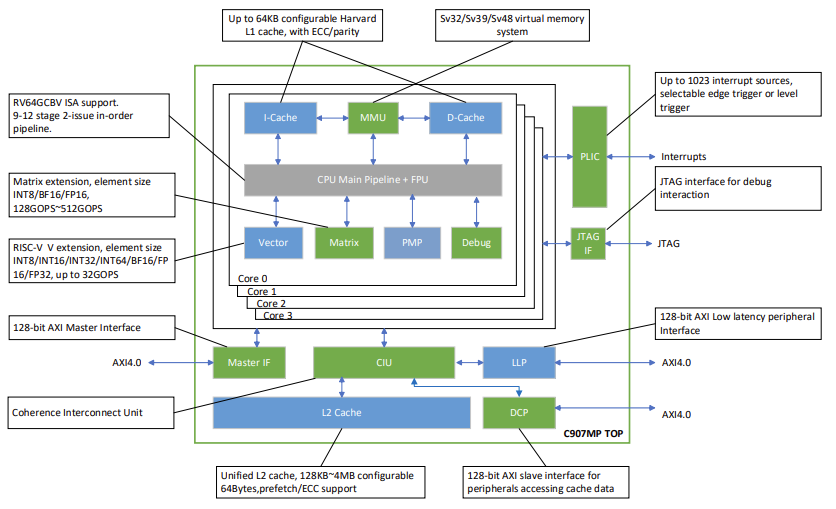 Up to 64KB configurable Harvard
L1 cache, with ECC/parity
Sv32/Sv39/Sv48 virtual memory
system
RV64GCBV ISA support.
9-12 stage 2-issue in-order
pipeline.
Up to 1023 interrupt sources,
selectable edge trigger or level
trigger
I-Cache
MMU
D-Cache
PLIC
Interrupts
CPU Main Pipeline + FPU
Matrix extension, element size
INT8/BF16/FP16,
128GOPS~512GOPS
JTAG interface for debug
interaction
RISC-V V extension, element size
INT8/INT16/INT32/INT64/BF16/FP
16/FP32, up to 32GOPS
Vector
Matrix
PMP
Debug
JTAG
IF
JTAG
Core 0
Core 1
Core 2
Core 3
128-bit AXI Master Interface
128-bit AXI Low latency peripheral
Interface
AXI4.0
Master IF
CIU
LLP
AXI4.0
Coherence Interconnect Unit
L2 Cache
DCP
AXI4.0
C907MP TOP
Unified L2 cache, 128KB~4MB configurable
64Bytes,prefetch/ECC support
128-bit AXI slave interface for
peripherals accessing cache data